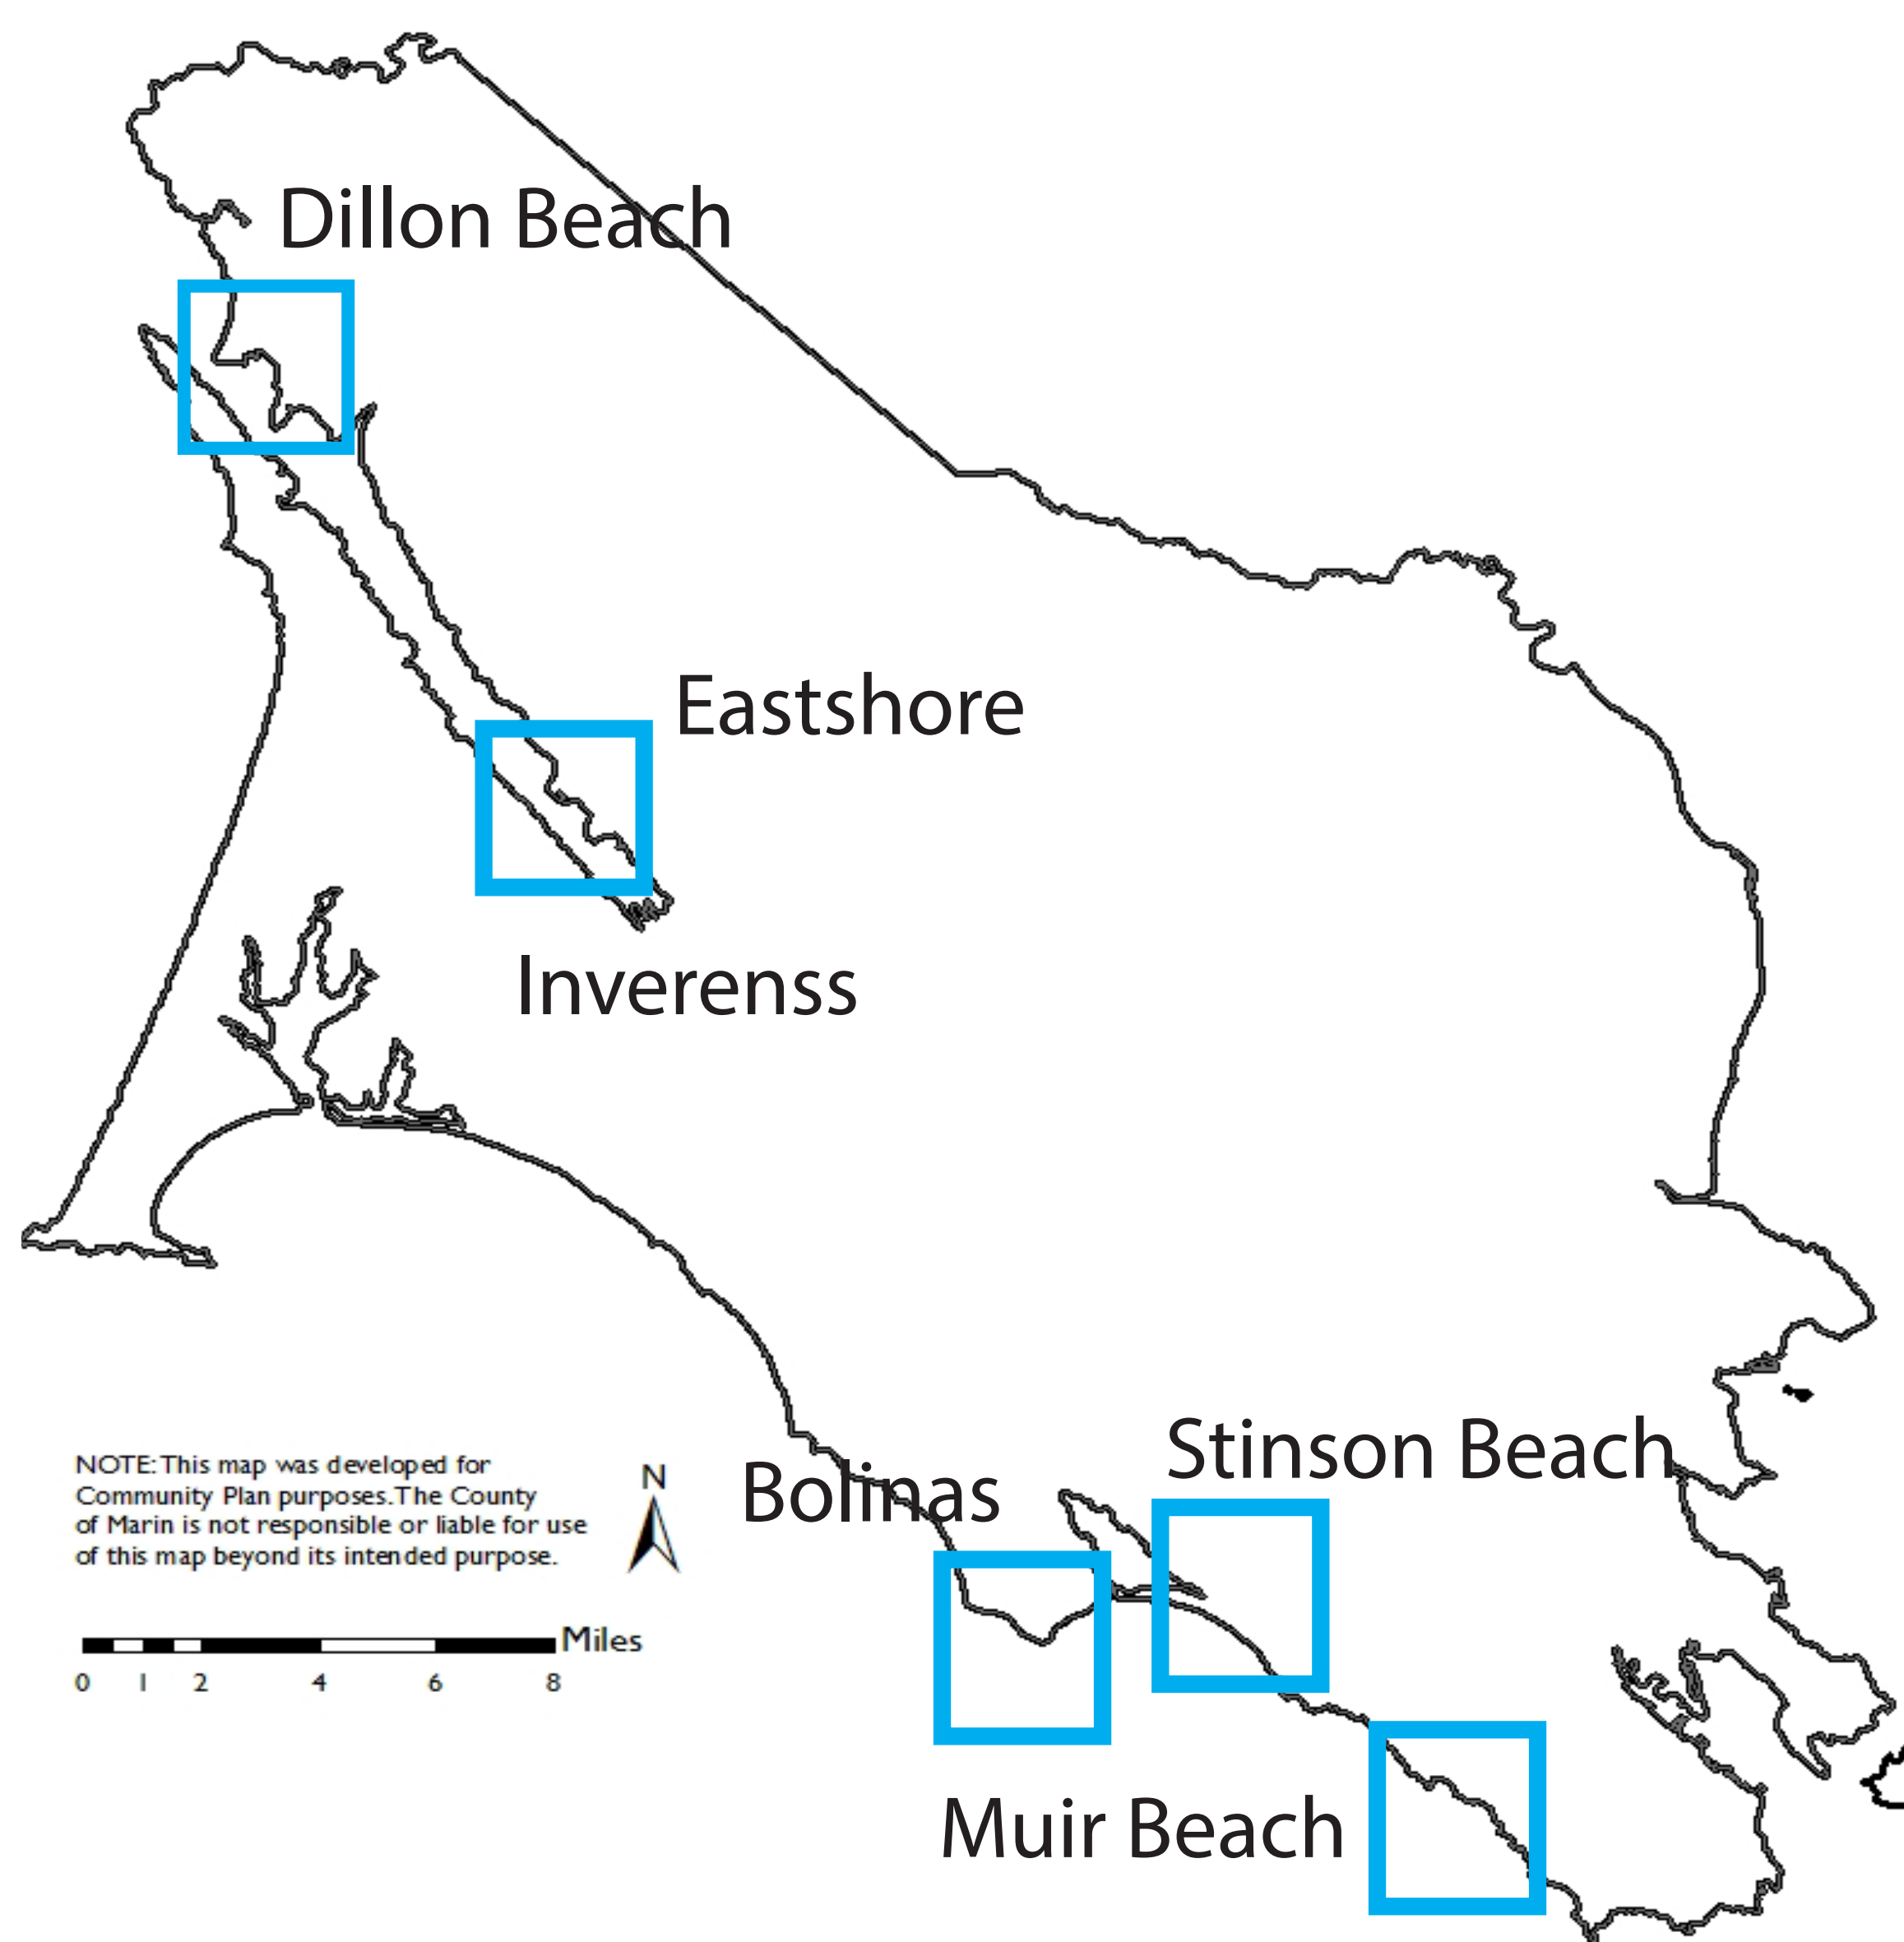 Dillon Beach
Eastshore
Inverenss
Stinson Beach
Bolinas
NOTE: This map was developed for
Community Plan purposes. The County
of Marin is not responsible or liable for use
of this map beyond its intended purpose.
N
Miles
0 1 2 4 6 8
Muir Beach